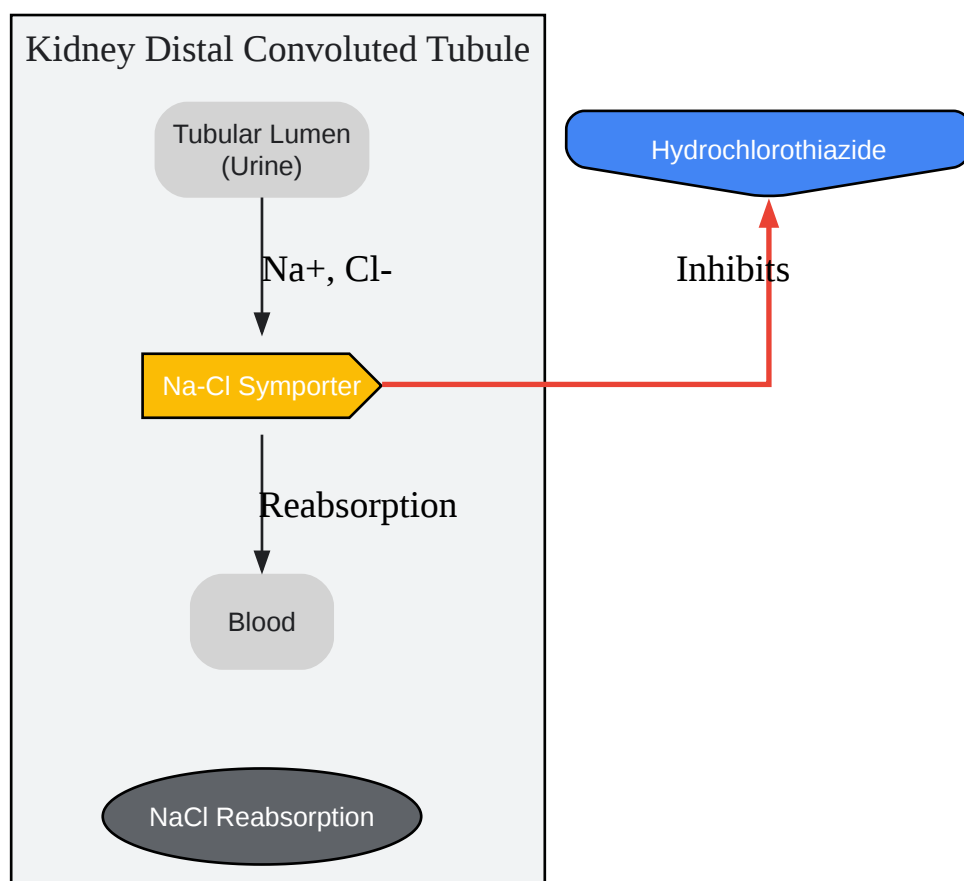 Kidney Distal Convoluted Tubule
Tubular Lumen
(Urine)
Hydrochlorothiazide
Na+, Cl-
Inhibits
Na-Cl Symporter
Reabsorption
Blood
NaCl Reabsorption